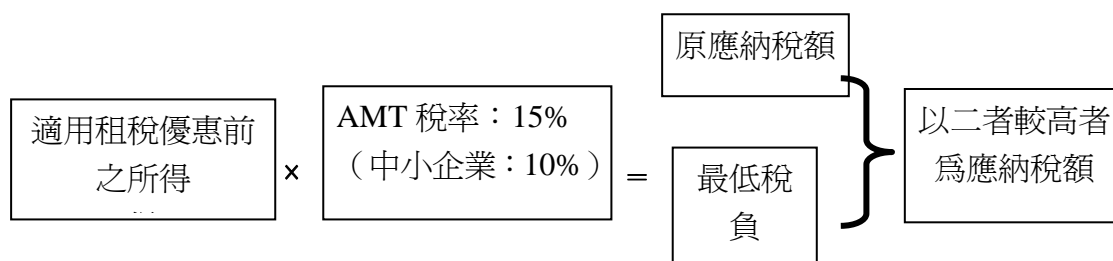 原應納稅額
適用租稅優惠前
之所得
×
AMT 稅率：15%
（中小企業：10%）
=
最低稅
負
以二者較高者
爲應納稅額